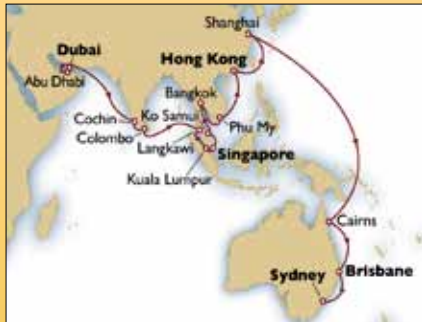 Shanghai
Dubai
Hong Kong
Abu Dhabi
Bangkok
Cochin
Ko Samui
Phu My
Colombo
Langkawi
Singapore
Kuala Lumpur
Cairns
Sydney
Brisbane